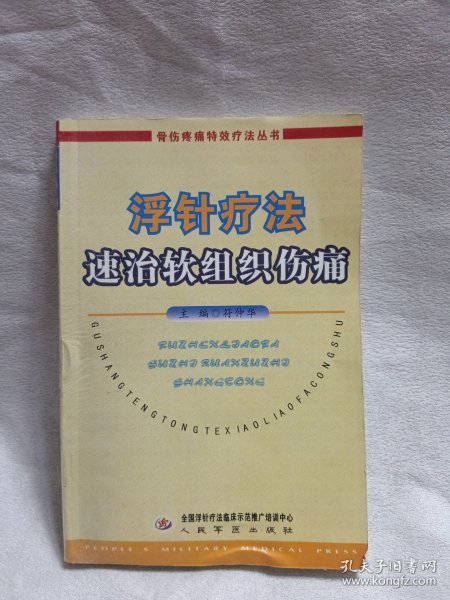 骨伤疼痛特效疗法丛书
浮针疗法
速治软组织伤痛
主 编◎符仲华
FUZHENLIAOFA
SUZHI RUANZUZHI
SHANGTONG
GUSHANGTENGTONGTEXIAOLIAOFACONGSHU
全国浮针疗法临床示范推广培训中心
人民军医出版社
PEOPLE'S MILITARY MEDICAL PRESS
孔夫子旧书网
www.kongfz.com